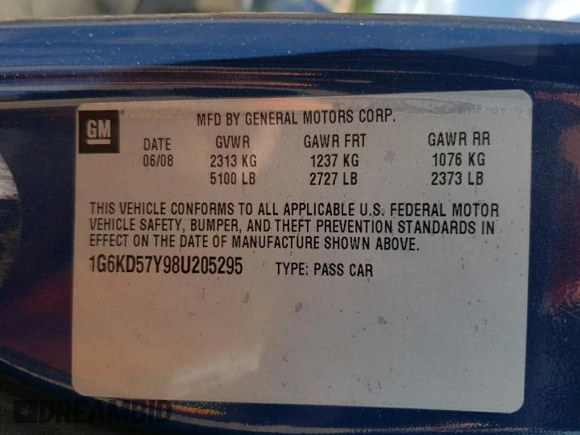 GM
MFD BY GENERAL MOTORS CORP.
DATE GVWR GAWR FRT GAWR RR
06/08 2313 KG 1237 KG 1076 KG
5100 LB 2727 LB 2373 LB
THIS VEHICLE CONFORMS TO ALL APPLICABLE U.S. FEDERAL MOTOR
VEHICLE SAFETY, BUMPER, AND THEFT PREVENTION STANDARDS IN
EFFECT ON THE DATE OF MANUFACTURE SHOWN ABOVE.
1G6KD57Y98U205295 TYPE: PASS CAR
DREAMBID